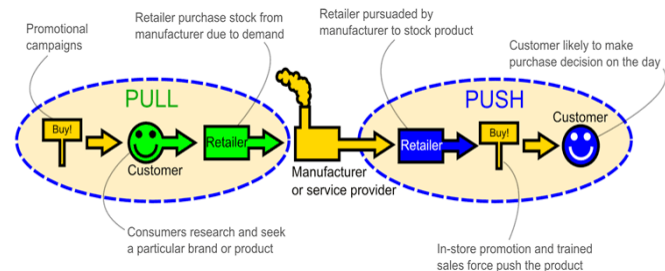 Promotional
campaigns
Retailer purchase stock from
manufacturer due to demand
Retailer pursuaded by
manufacturer to stock product
Customer likely to make
purchase decision on the day
PULL
PUSH
Buy!
Customer
Retailer
Manufacturer
or service provider
Retailer
Buy!
Customer
Consumers research and seek
a particular brand or product
In-store promotion and trained
sales force push the product